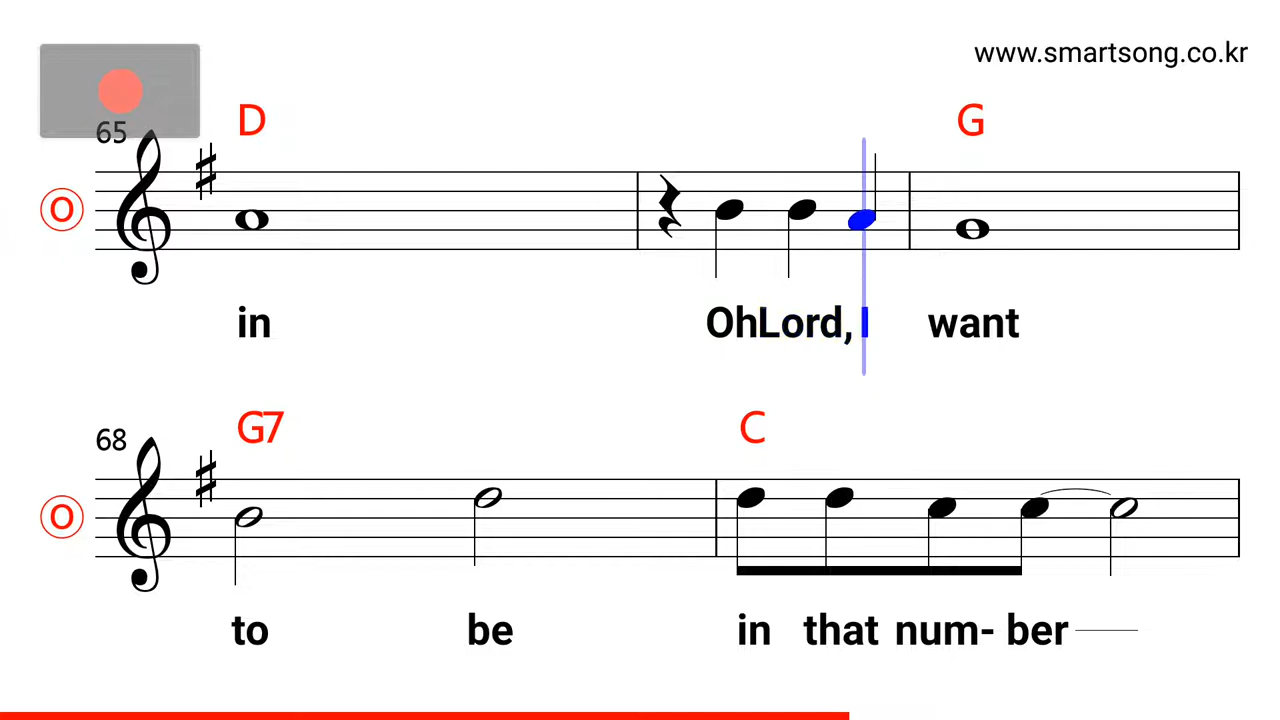 www.smartsong.co.kr
65
D
G
O
in OhLord, I want
68
G7
C
O
to be in that num- ber